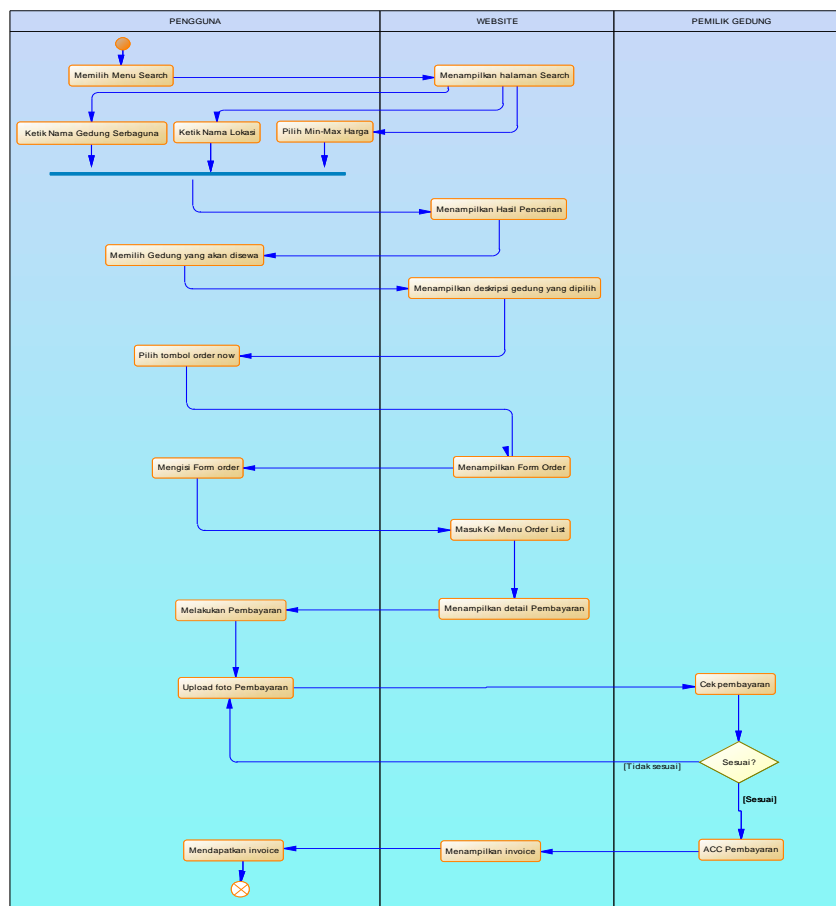 PENGGUNA
WEBSITE
PEMILIK GEDUNG
Memilih Menu Search
Menampilkan halaman Search
Ketik Nama Gedung Serbaguna
Ketik Nama Lokasi
Pilih Min-Max Harga
Menampilkan Hasil Pencarian
Memilih Gedung yang akan disewa
Menampilkan deskripsi gedung yang dipilih
Pilih tombol order now
Mengisi Form order
Menampilkan Form Order
Masuk Ke Menu Order List
Melakukan Pembayaran
Menampilkan detail Pembayaran
Upload foto Pembayaran
Cek pembayaran
Sesuai?
[Tidak sesuai]
[Sesuai]
Mendapatkan invoice
Menampilkan invoice
ACC Pembayaran